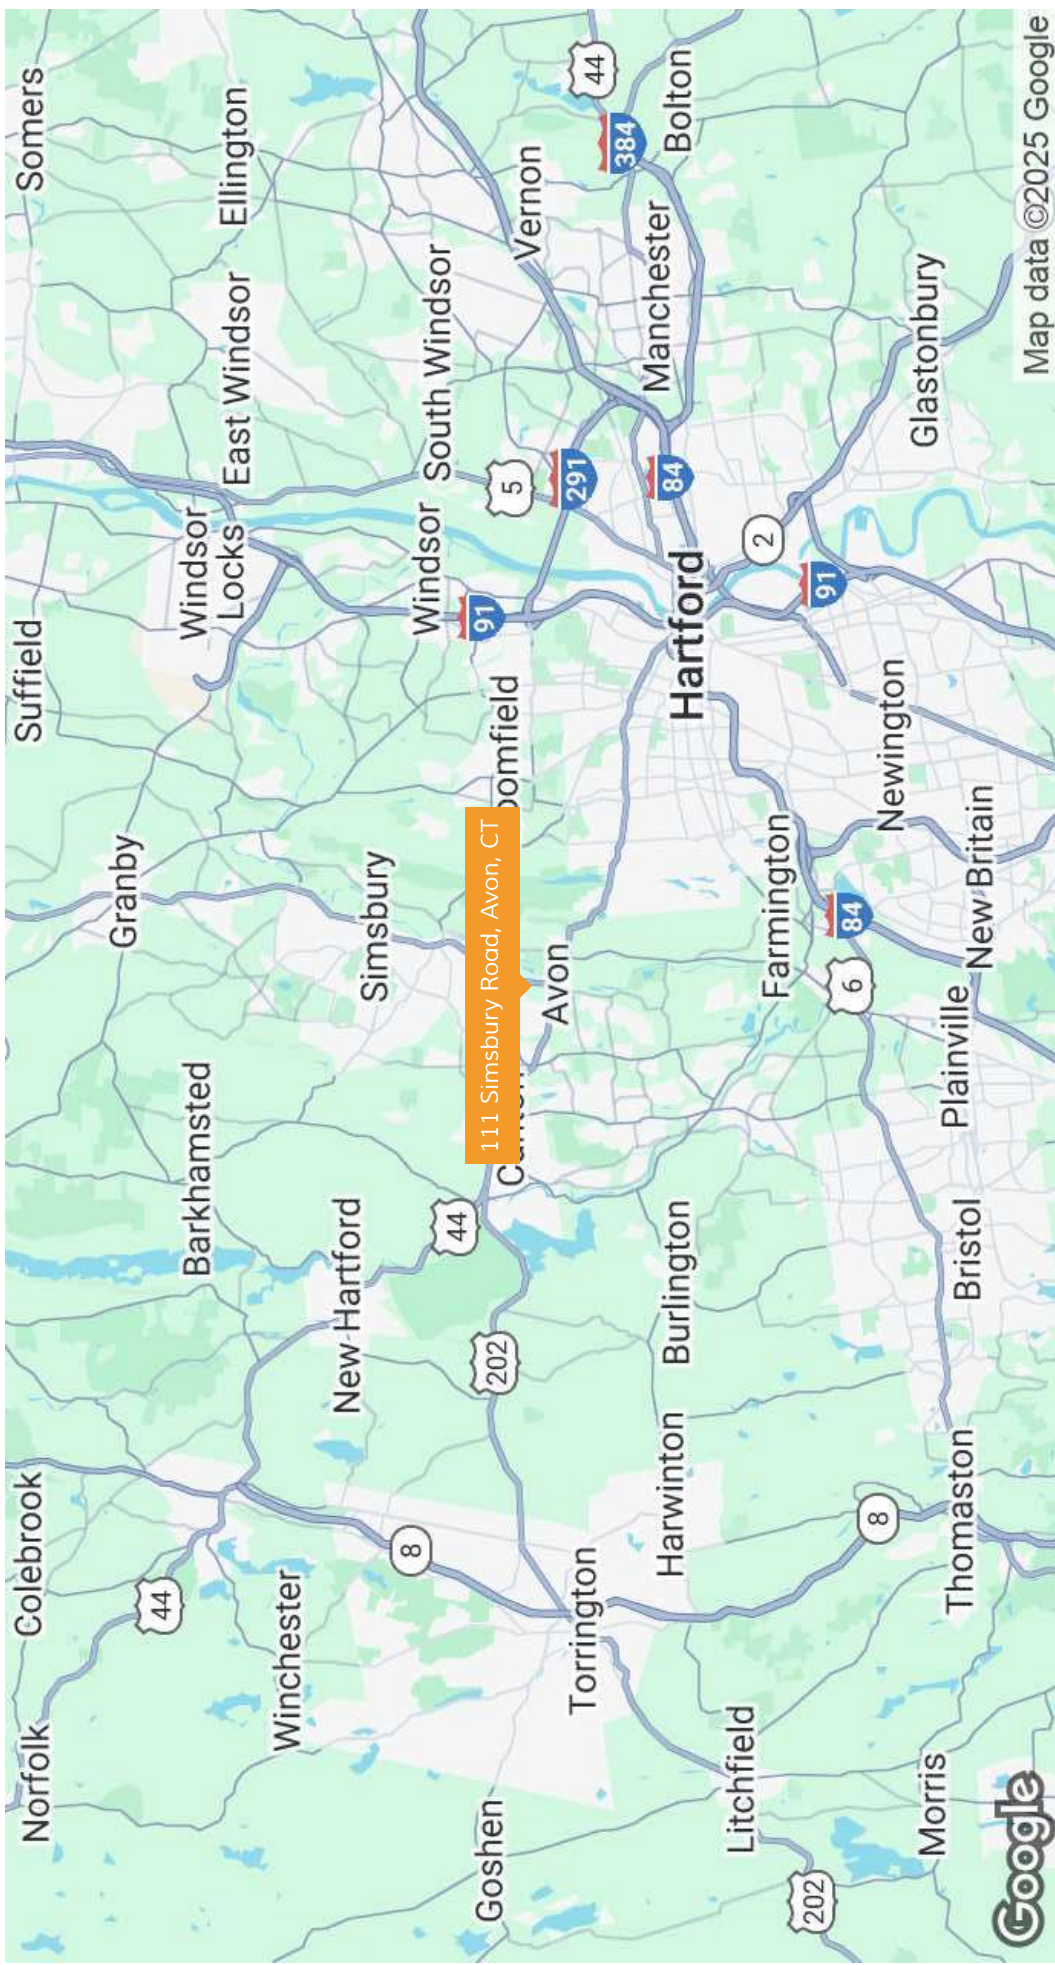 Norfolk
Colebrook
Suffield
Somers
Granby
44
Barkhamsted
Windsor
Locks
East Windsor
Ellington
Winchester
New Hartford
Simsbury
8
44
Windsor
South Windsor
Goshen
202
111 Simsbury Road, Avon, CT
91
5
Vernon
Torrington
Avon
291
44
384
Harwinton
Burlington
Hartford
84
Manchester
Bolton
Litchfield
Farmington
2
202
8
6
84
91
Morris
Thomaston
Bristol
Plainville
New Britain
Newington
Glastonbury
Google
Map data ©2025 Google